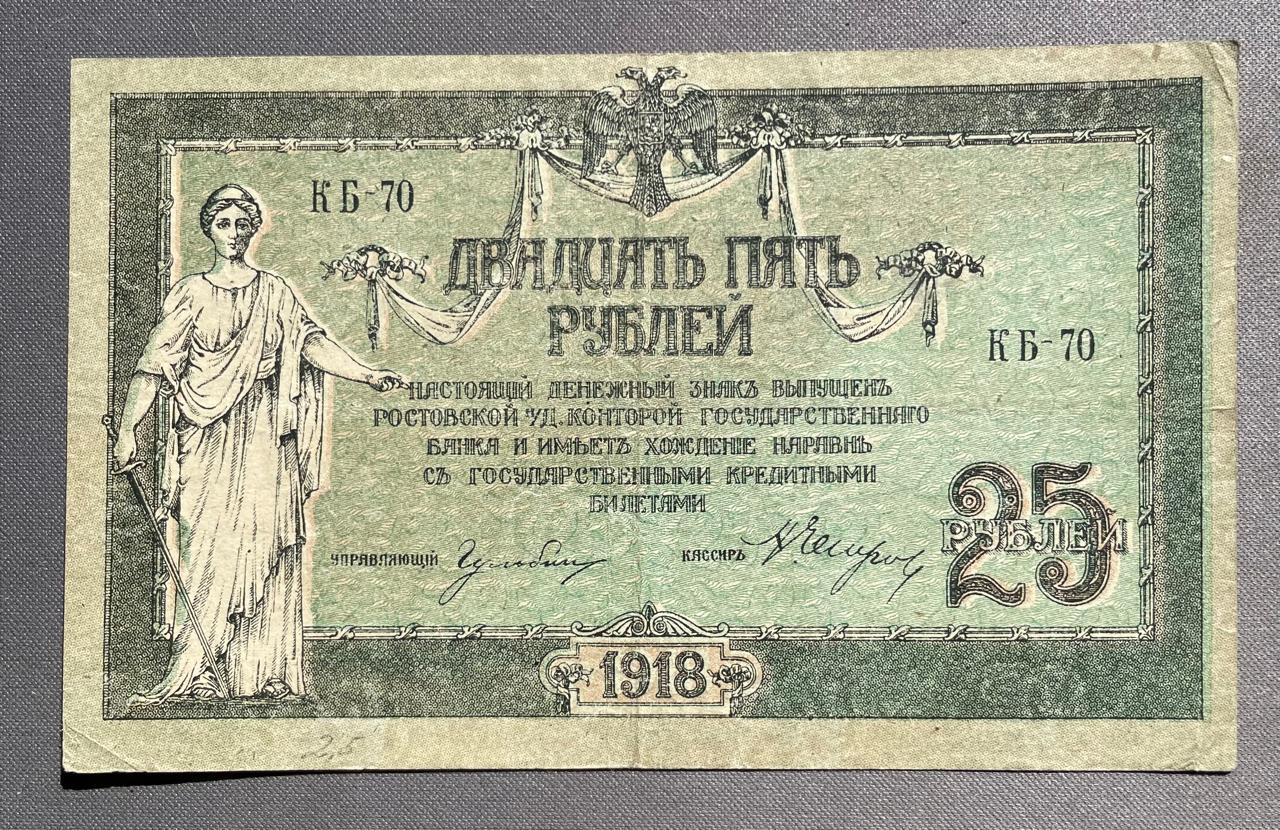 КБ-70
ДВАДЦАТЬ ПЯТЬ
РУБЛЕЙ
КБ-70
НАСТОЯЩІЙ ДЕНЕЖНЫЙ ЗНАКЪ ВЫПУЩЕНЪ
РОСТОВСКОЙ н/Д. КОНТОРОЙ ГОСУДАРСТВЕННАГО
БАНКА И ИМѢЕТЪ ХОЖДЕНІЕ НАРАВНѢ
СЪ ГОСУДАРСТВЕННЫМИ КРЕДИТНЫМИ
БИЛЕТАМИ
25
РУБЛЕЙ
УПРАВЛЯЮЩІЙ
КАССИРЪ
1918
25